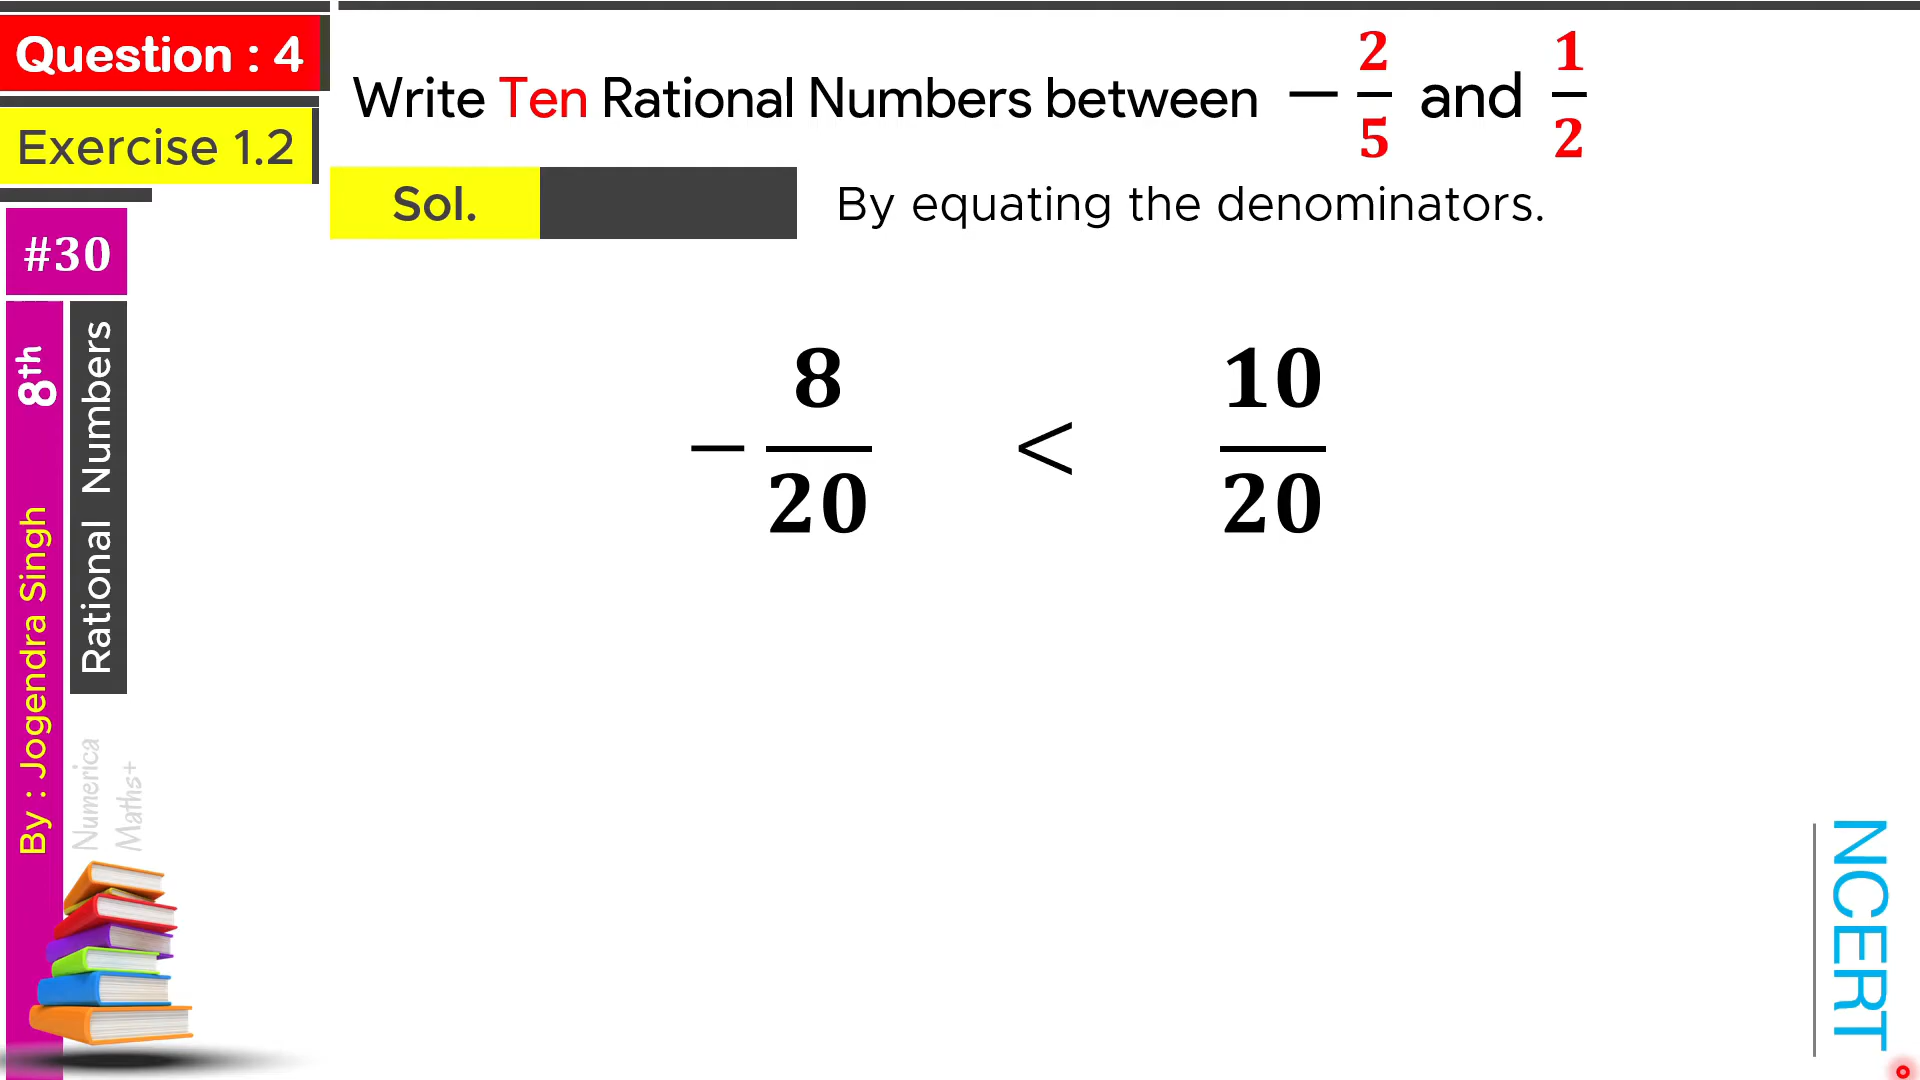 Question : 4
Write Ten Rational Numbers between − 2/5 and 1/2
Exercise 1.2
Sol.
By equating the denominators.
#30
8th
Rational Numbers
By : Jogendra Singh
Numerica
Maths+
− 8/20 < 10/20
NCERT